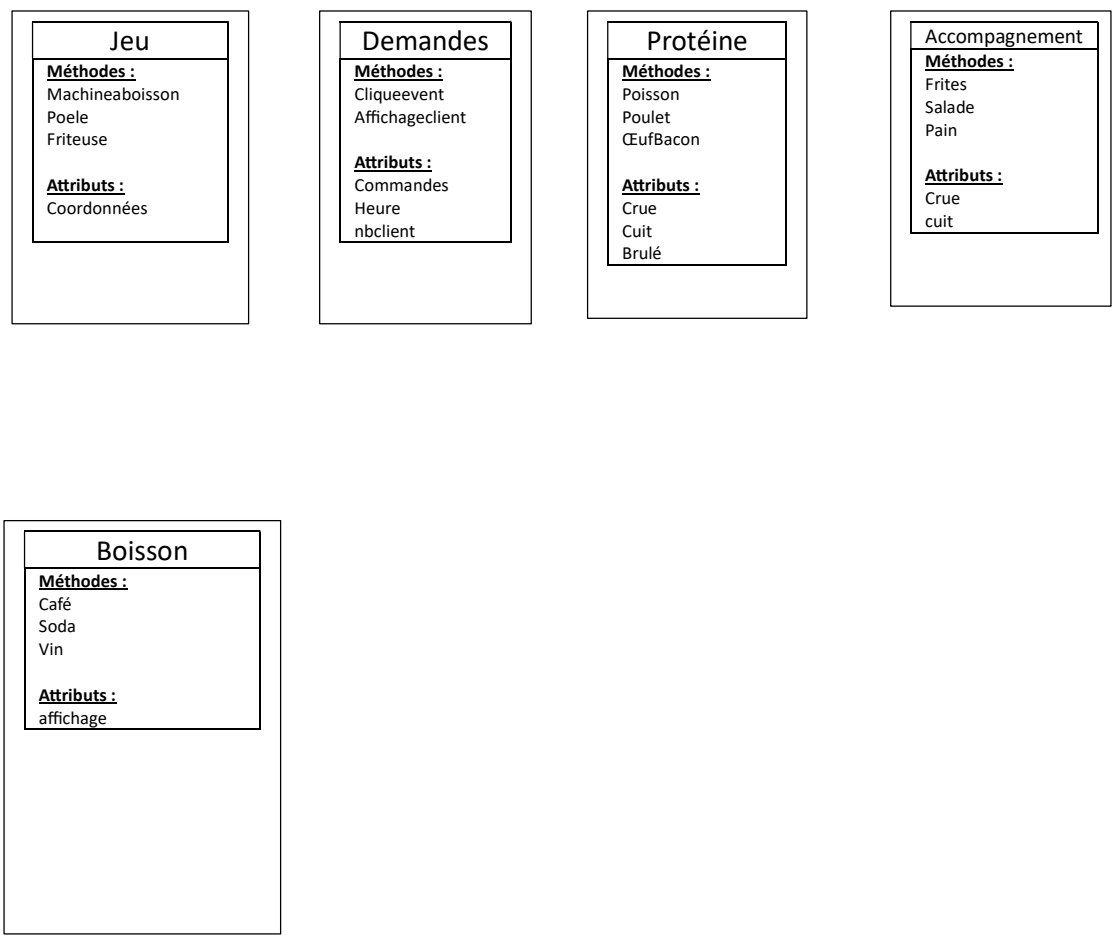 Jeu
Méthodes :
Machineaboisson
Poele
Friteuse
Attributs :
Coordonnées
Demandes
Méthodes :
Cliqueevent
Affichageclient
Attributs :
Commandes
Heure
nbclient
Protéine
Méthodes :
Poisson
Poulet
ŒufBacon
Attributs :
Crue
Cuit
Brulé
Accompagnement
Méthodes :
Frites
Salade
Pain
Attributs :
Crue
cuit
Boisson
Méthodes :
Café
Soda
Vin
Attributs :
affichage